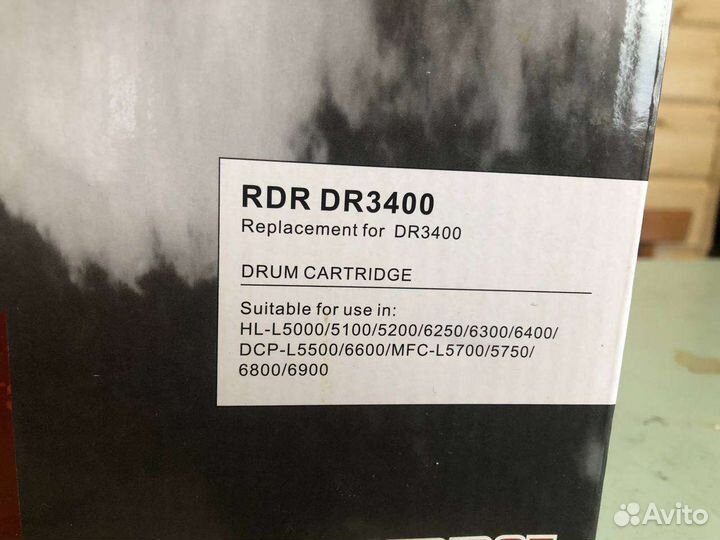 RDR DR3400
Replacement for DR3400
DRUM CARTRIDGE
Suitable for use in:
HL-L5000/5100/5200/6250/6300/6400/
DCP-L5500/6600/MFC-L5700/5750/
6800/6900
Avito